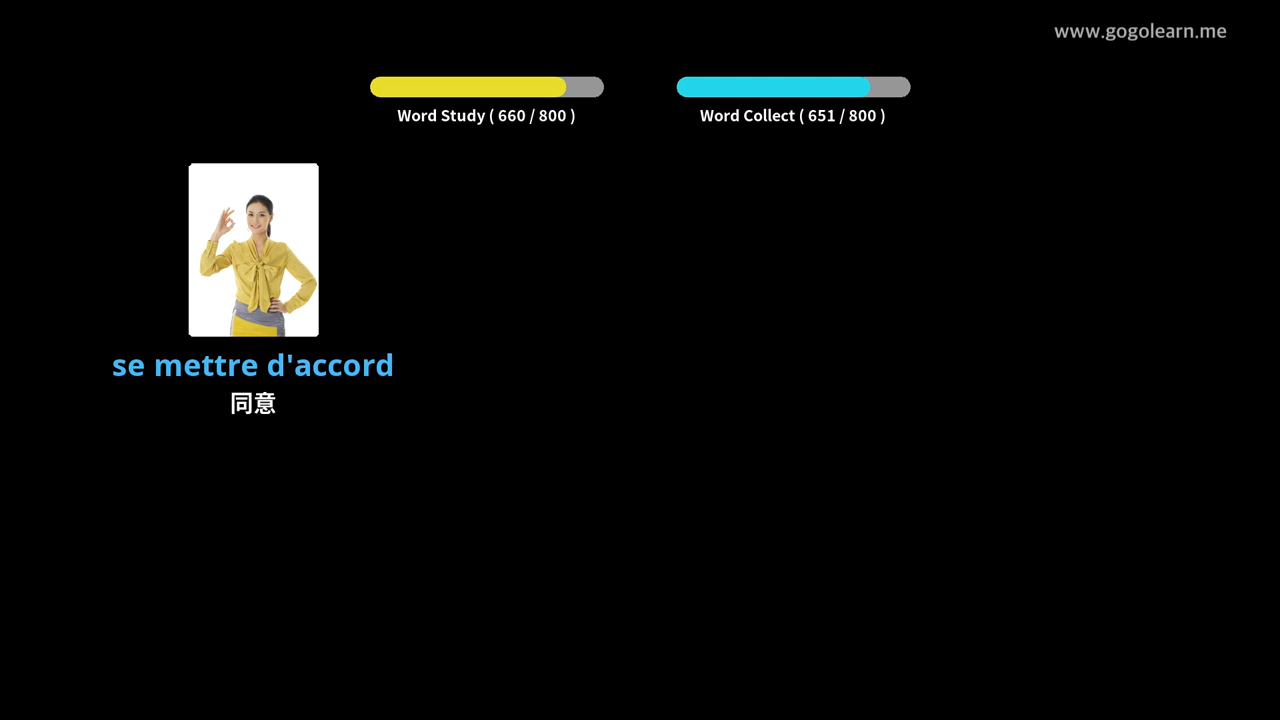 www.gogolearn.me
Word Study ( 660 / 800 )
Word Collect ( 651 / 800 )
se mettre d'accord
同意